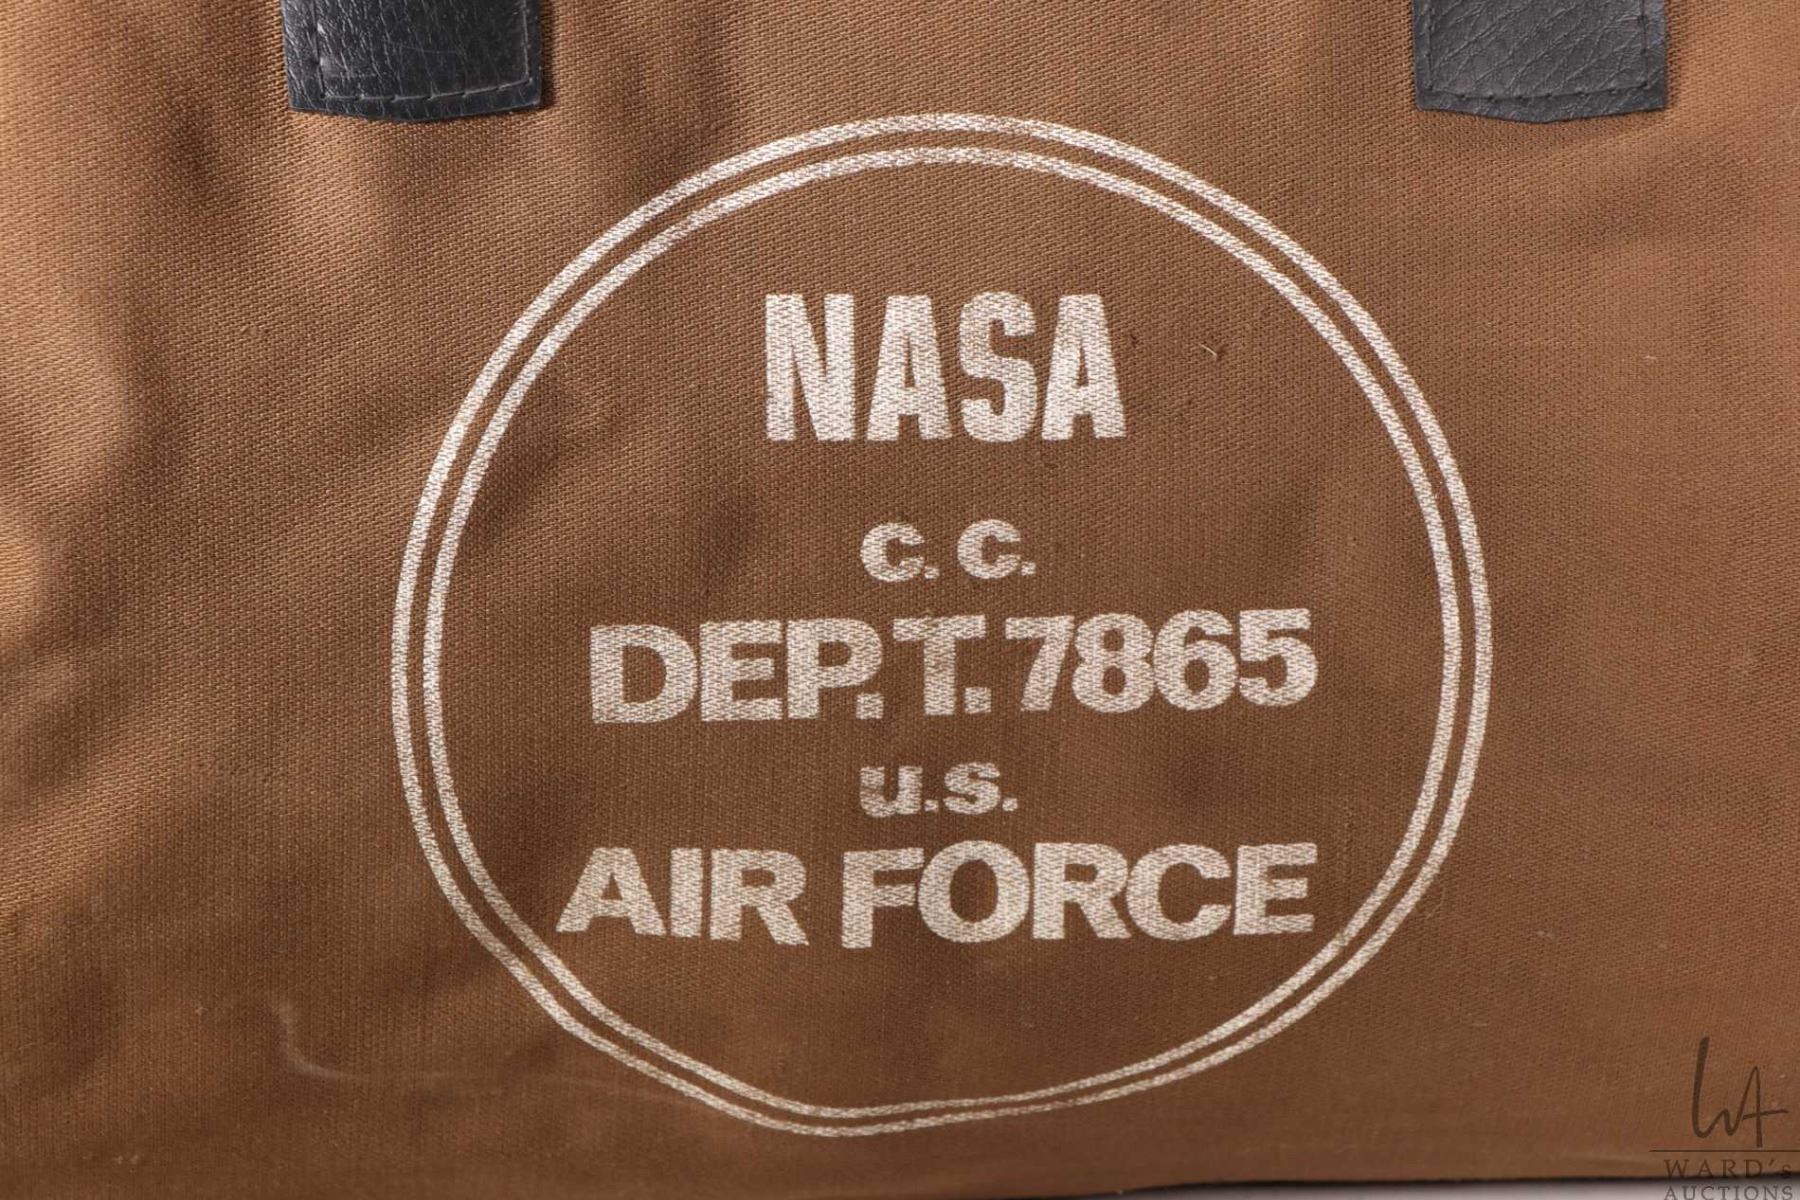 NASA
c. c.
DEP.T. 7865
u.s.
AIR FORCE
WARD's
AUCTIONS